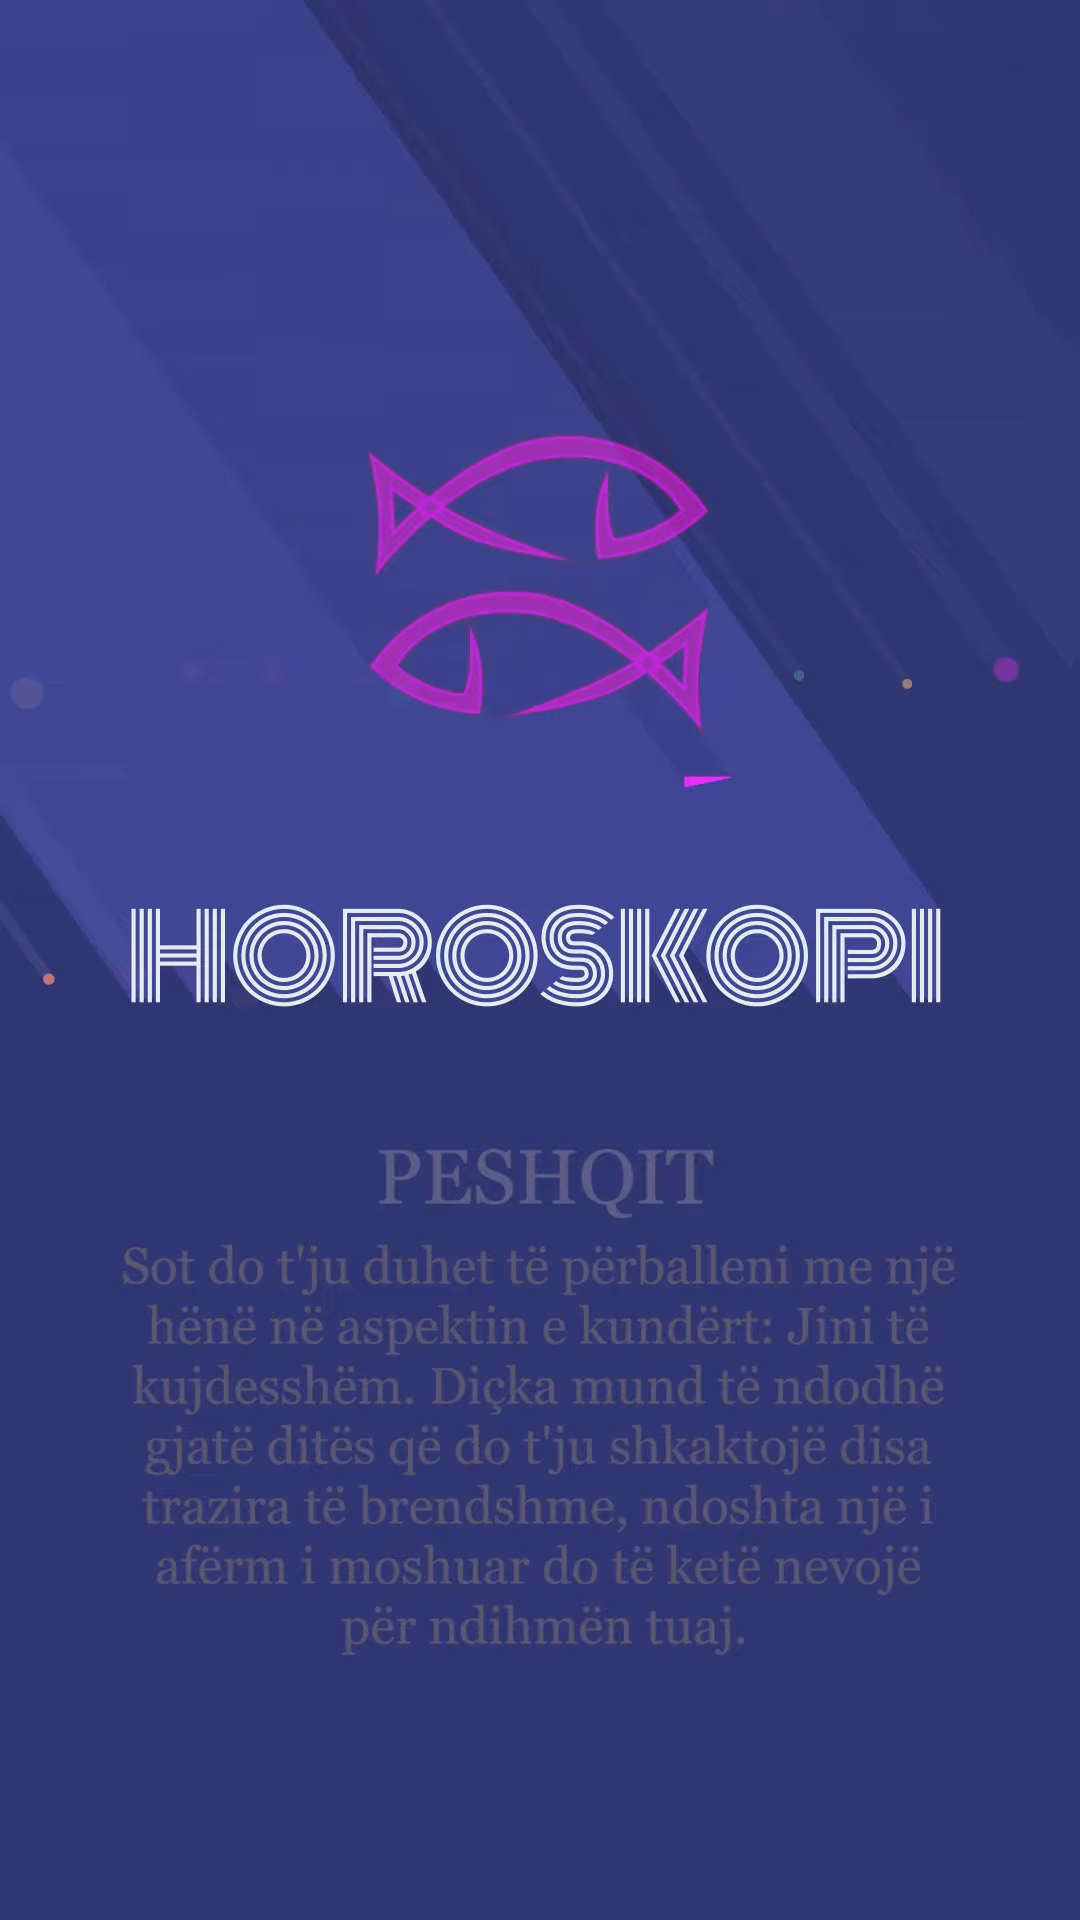 HOROSKOPI
PESHQIT
Sot do t'ju duhet të përballeni me një
hënë në aspektin e kundërt: Jini të
kujdesshëm. Diçka mund të ndodhë
gjatë ditës që do t'ju shkaktojë disa
trazira të brendshme, ndoshta një i
afërm i moshuar do të ketë nevojë
për ndihmën tuaj.